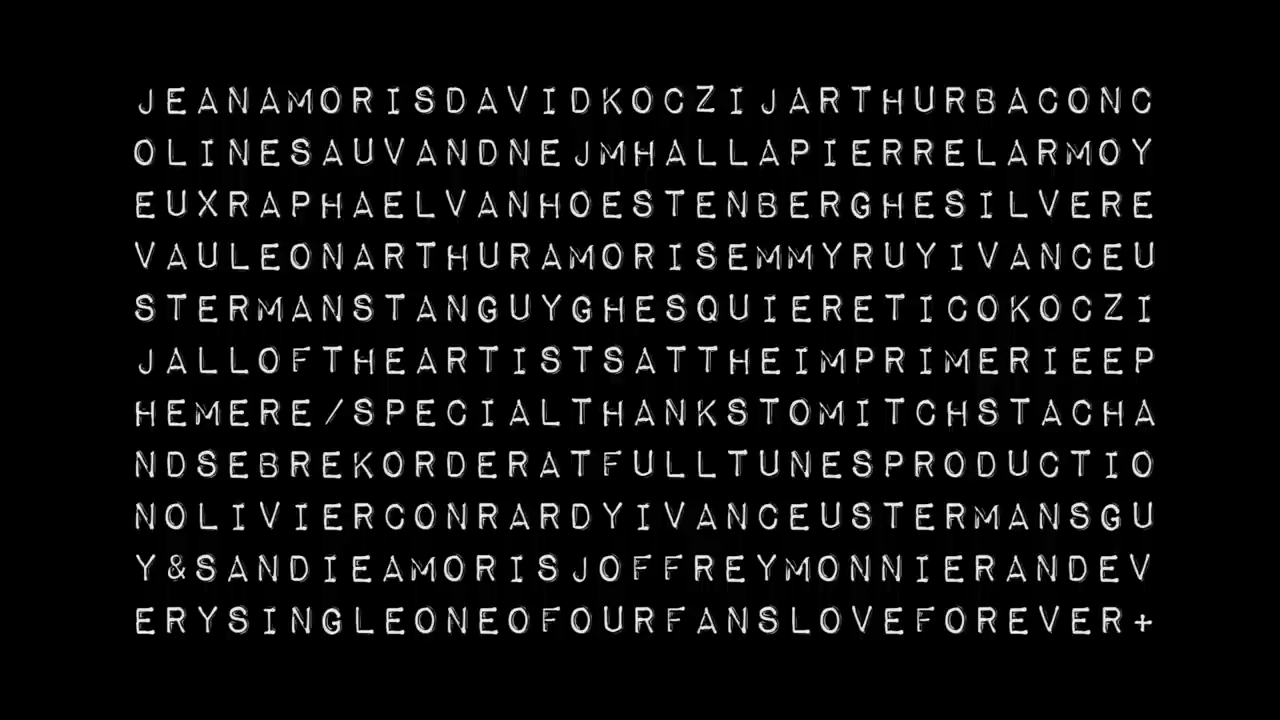 JEANAMORISDAVIDKOCZIJARTHURBACONC
OLINESAUVANDNEJMHALLAPIERRELARMOY
EUXRAPHAELVANHOESTENBERGHESILVERE
VAULEONARTHURAMORISEMMYRUYIVANCEU
STERMANSTANGUYGHESQUIERETICOKOCZI
JALLOFTHEARTISTSATTHEIMPRIMERIEEP
HEMERE/SPECIALTHANKSTOMITCHSTACHA
NDSEBREKORDERATFULLTUNESPRODUCTIO
NOLIVIERCONRARDYIVANCEUSTERMANSGU
Y&SANDIEAMORISJOFFREYMONNIERANDEV
ERYSINGLEONEOFOURFANSLOVEFOREVER+